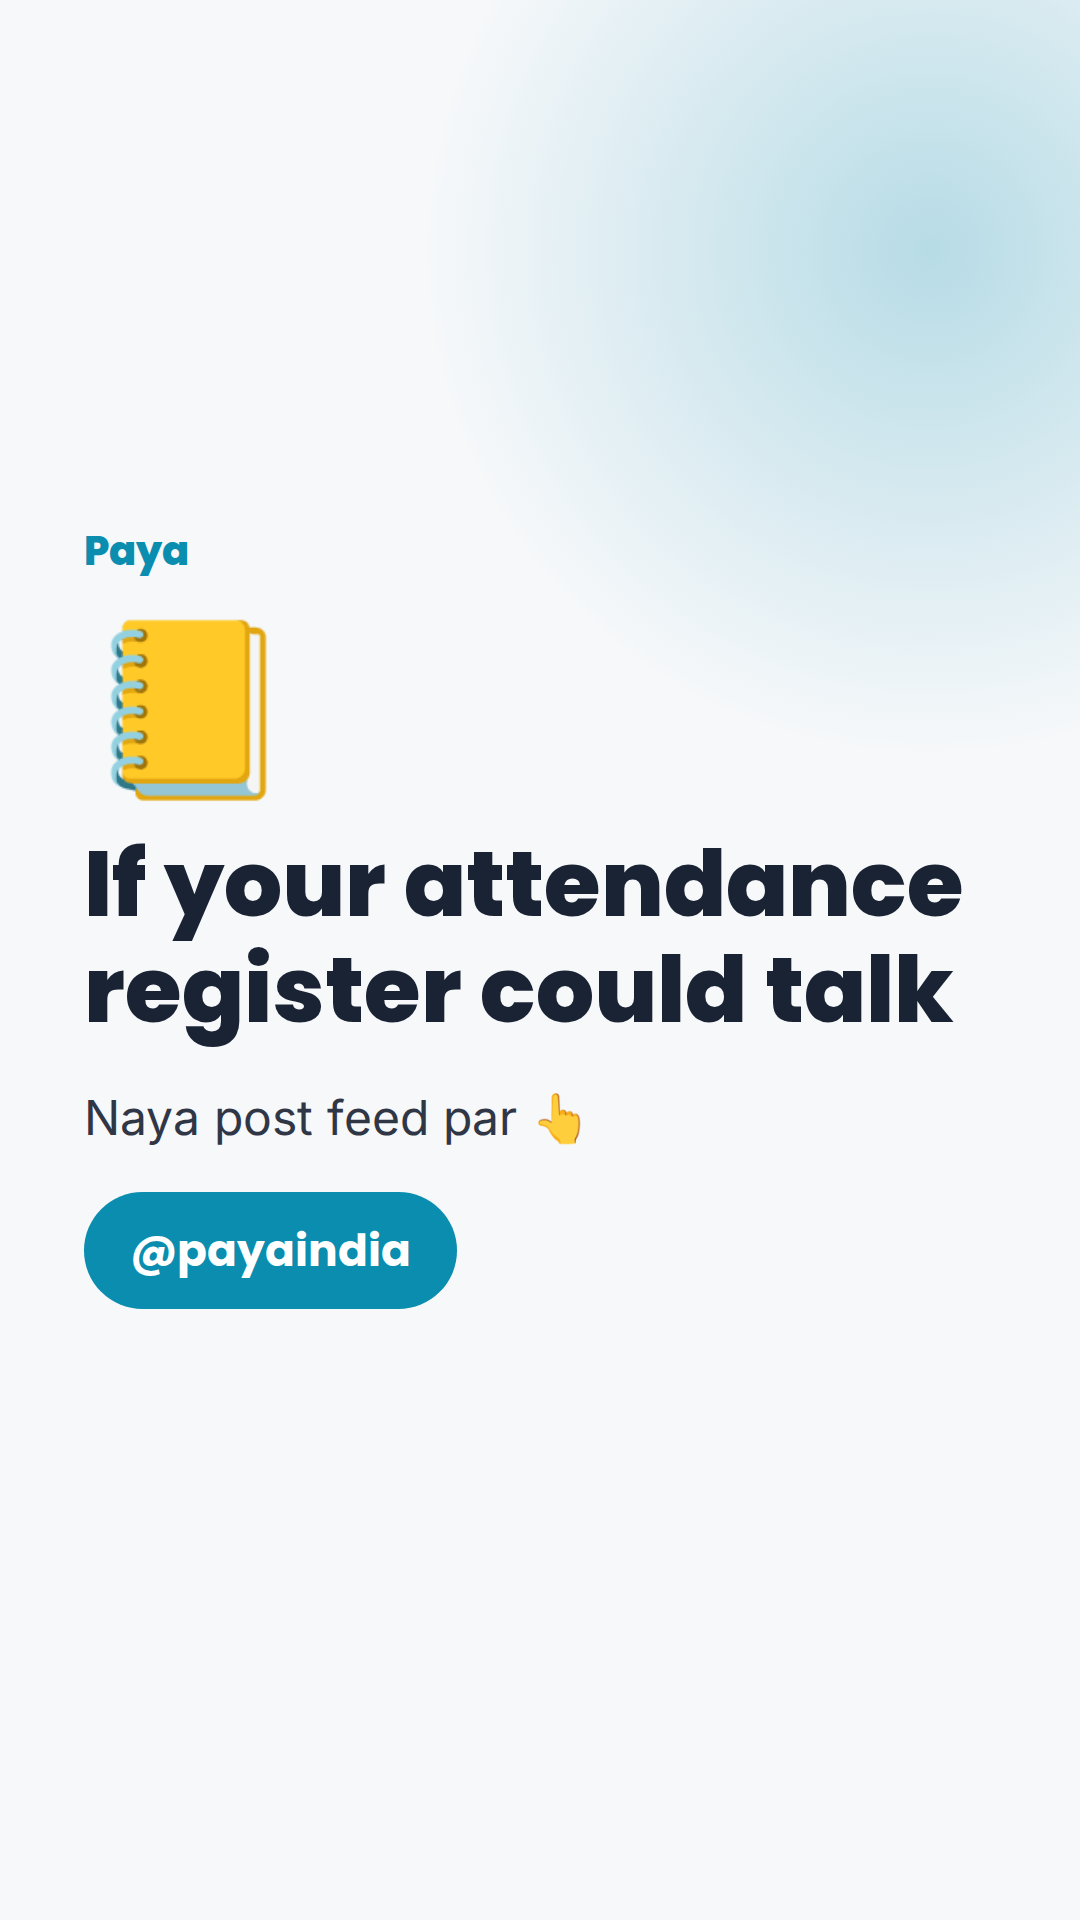 Paya
If your attendance
register could talk
Naya post feed par 👆
@payaindia